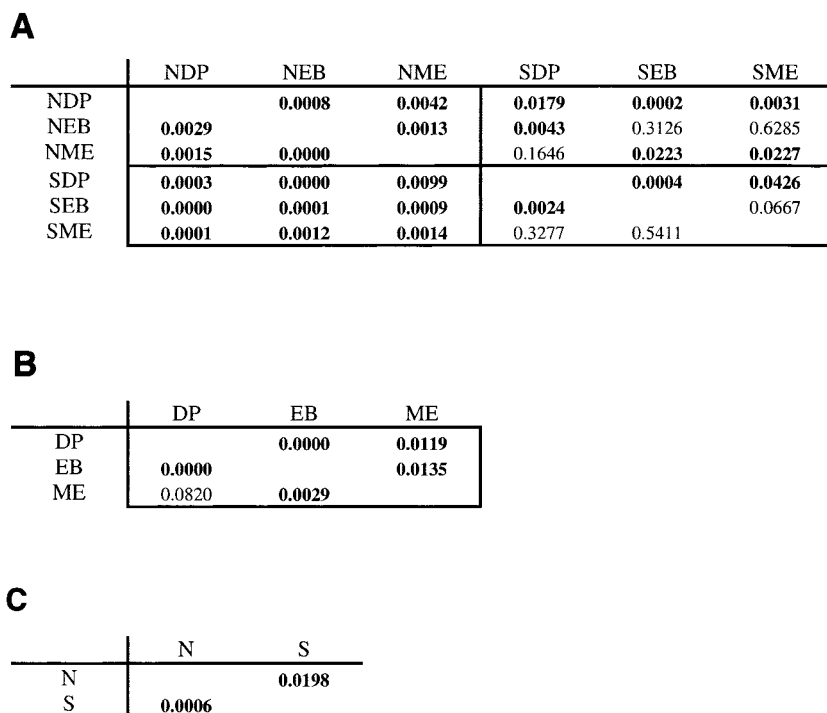 A
NDP NEB NME SDP SEB SME
NDP 0.0008 0.0042 0.0179 0.0002 0.0031
NEB 0.0029 0.0013 0.0043 0.3126 0.6285
NME 0.0015 0.0000 0.1646 0.0223 0.0227
SDP 0.0003 0.0000 0.0099 0.0004 0.0426
SEB 0.0000 0.0001 0.0009 0.0024 0.0667
SME 0.0001 0.0012 0.0014 0.3277 0.5411
B
DP EB ME
DP 0.0000 0.0119
EB 0.0000 0.0135
ME 0.0820 0.0029
C
N S
N 0.0198
S 0.0006